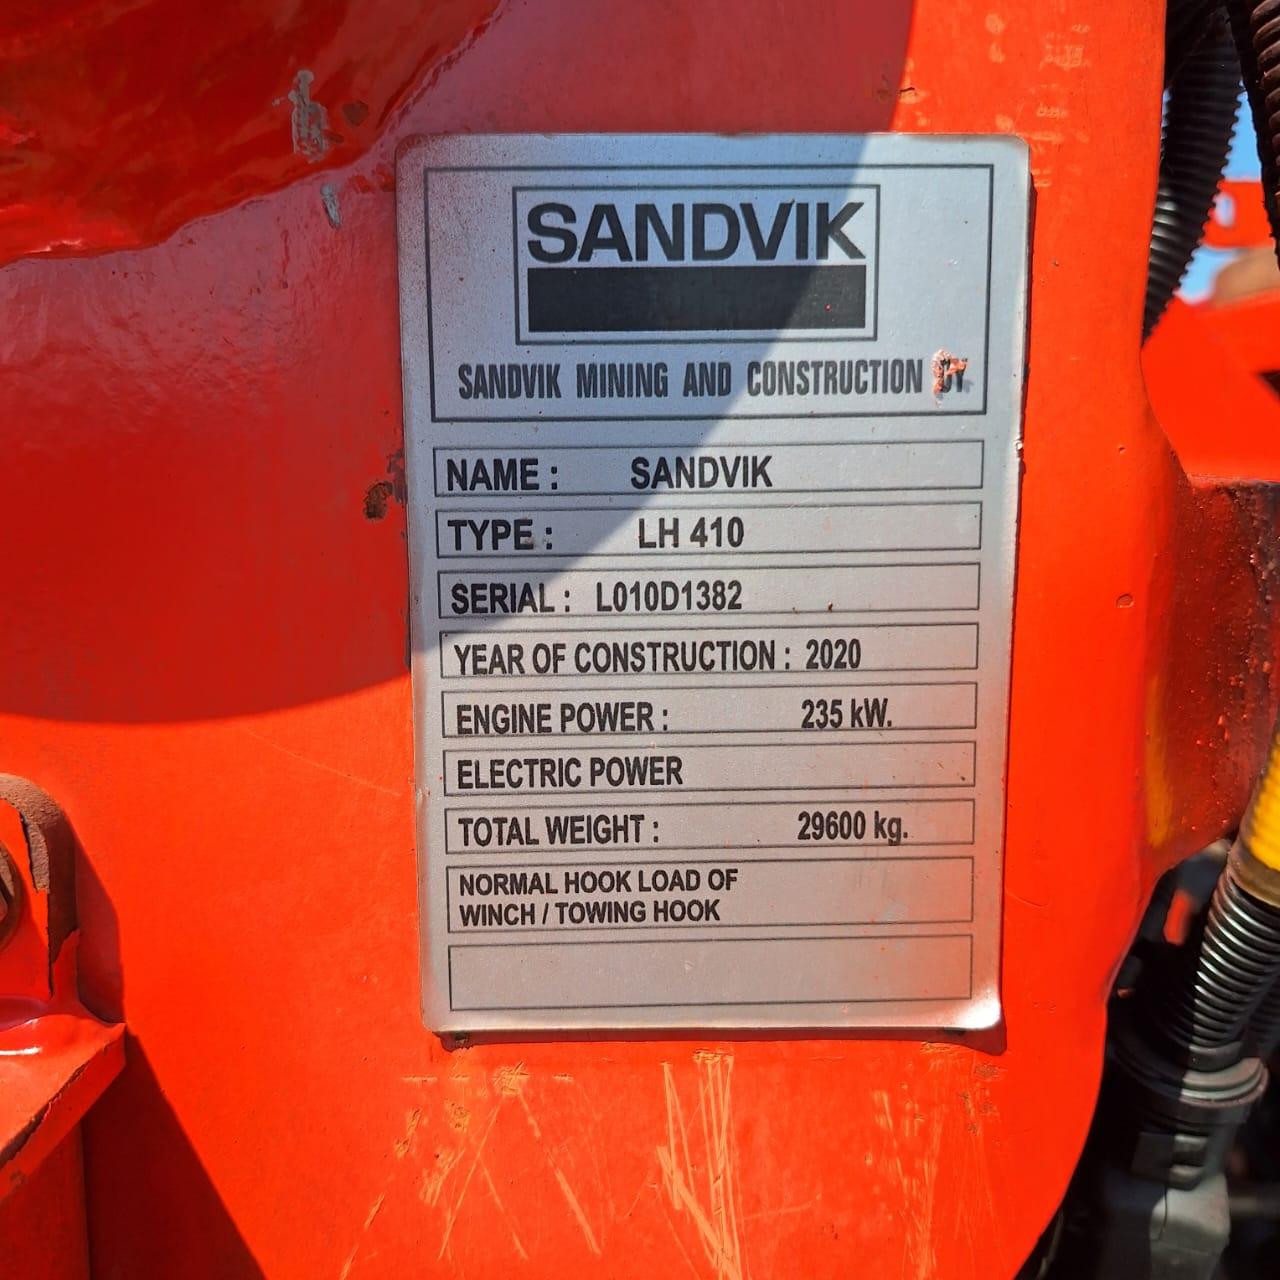 SANDVIK
SANDVIK MINING AND CONSTRUCTION
NAME : SANDVIK
TYPE : LH 410
SERIAL : L010D1382
YEAR OF CONSTRUCTION : 2020
ENGINE POWER : 235 kW.
ELECTRIC POWER
TOTAL WEIGHT : 29600 kg.
NORMAL HOOK LOAD OF
WINCH / TOWING HOOK